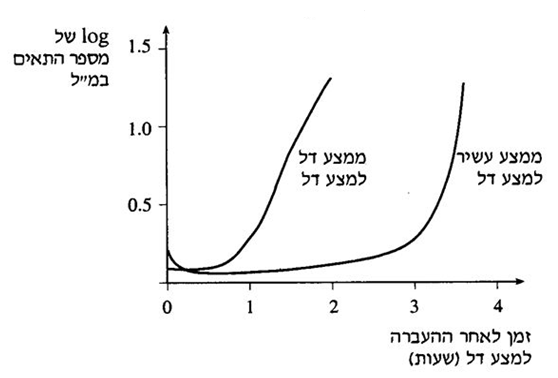 log של
מספר התאים
במ״ל
1.5
1.0
0.5
ממצע דל
למצע דל
ממצע עשיר
למצע דל
0
1
2
3
4
זמן לאחר ההעברה
למצע דל (שעות)